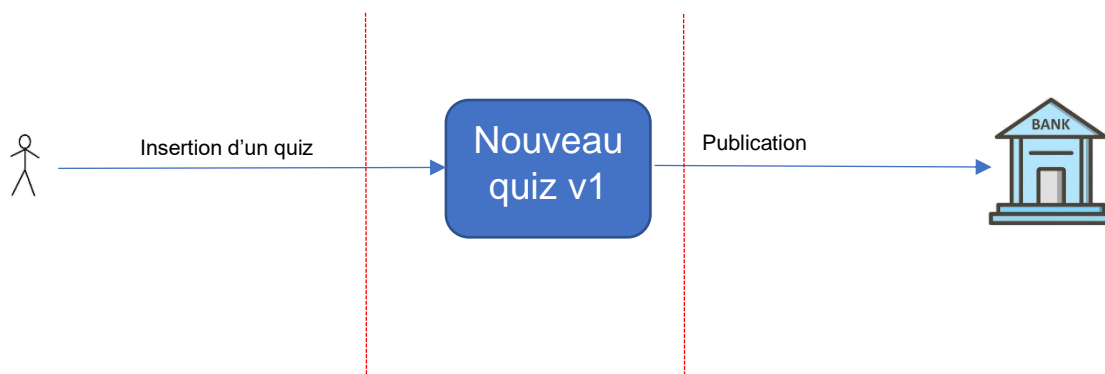 Insertion d’un quiz
Nouveau
quiz v1
Publication
BANK